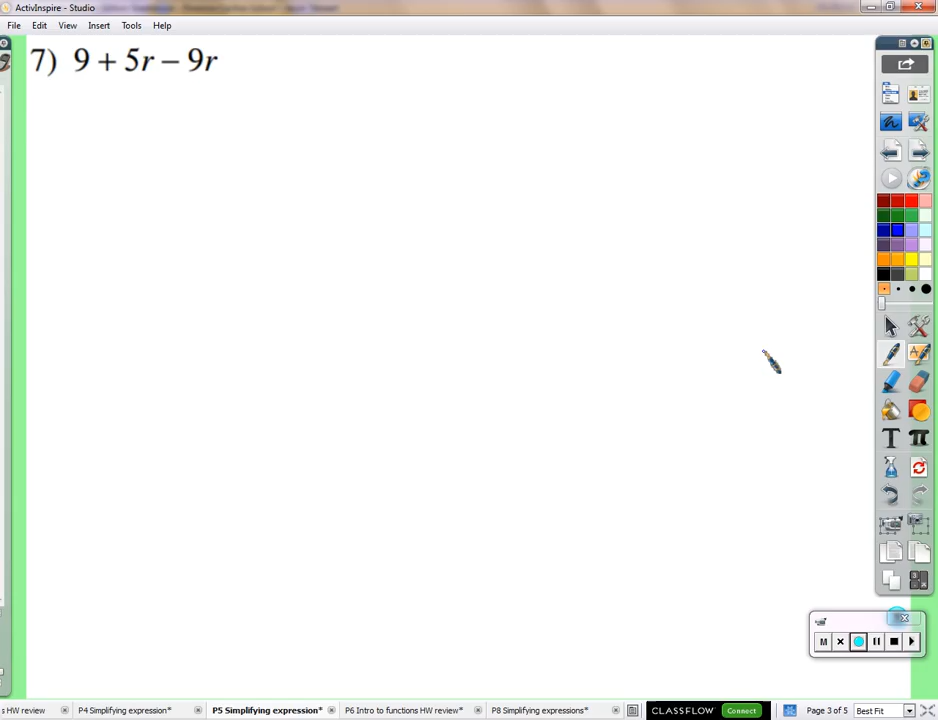 ActivInspire - Studio
File Edit View Insert Tools Help
7) 9 + 5r − 9r
M
s HW review P4 Simplifying expression* P5 Simplifying expression* P6 Intro to functions HW review* P8 Simplifying expressions* CLASSFLOW Connect Page 3 of 5 Best Fit